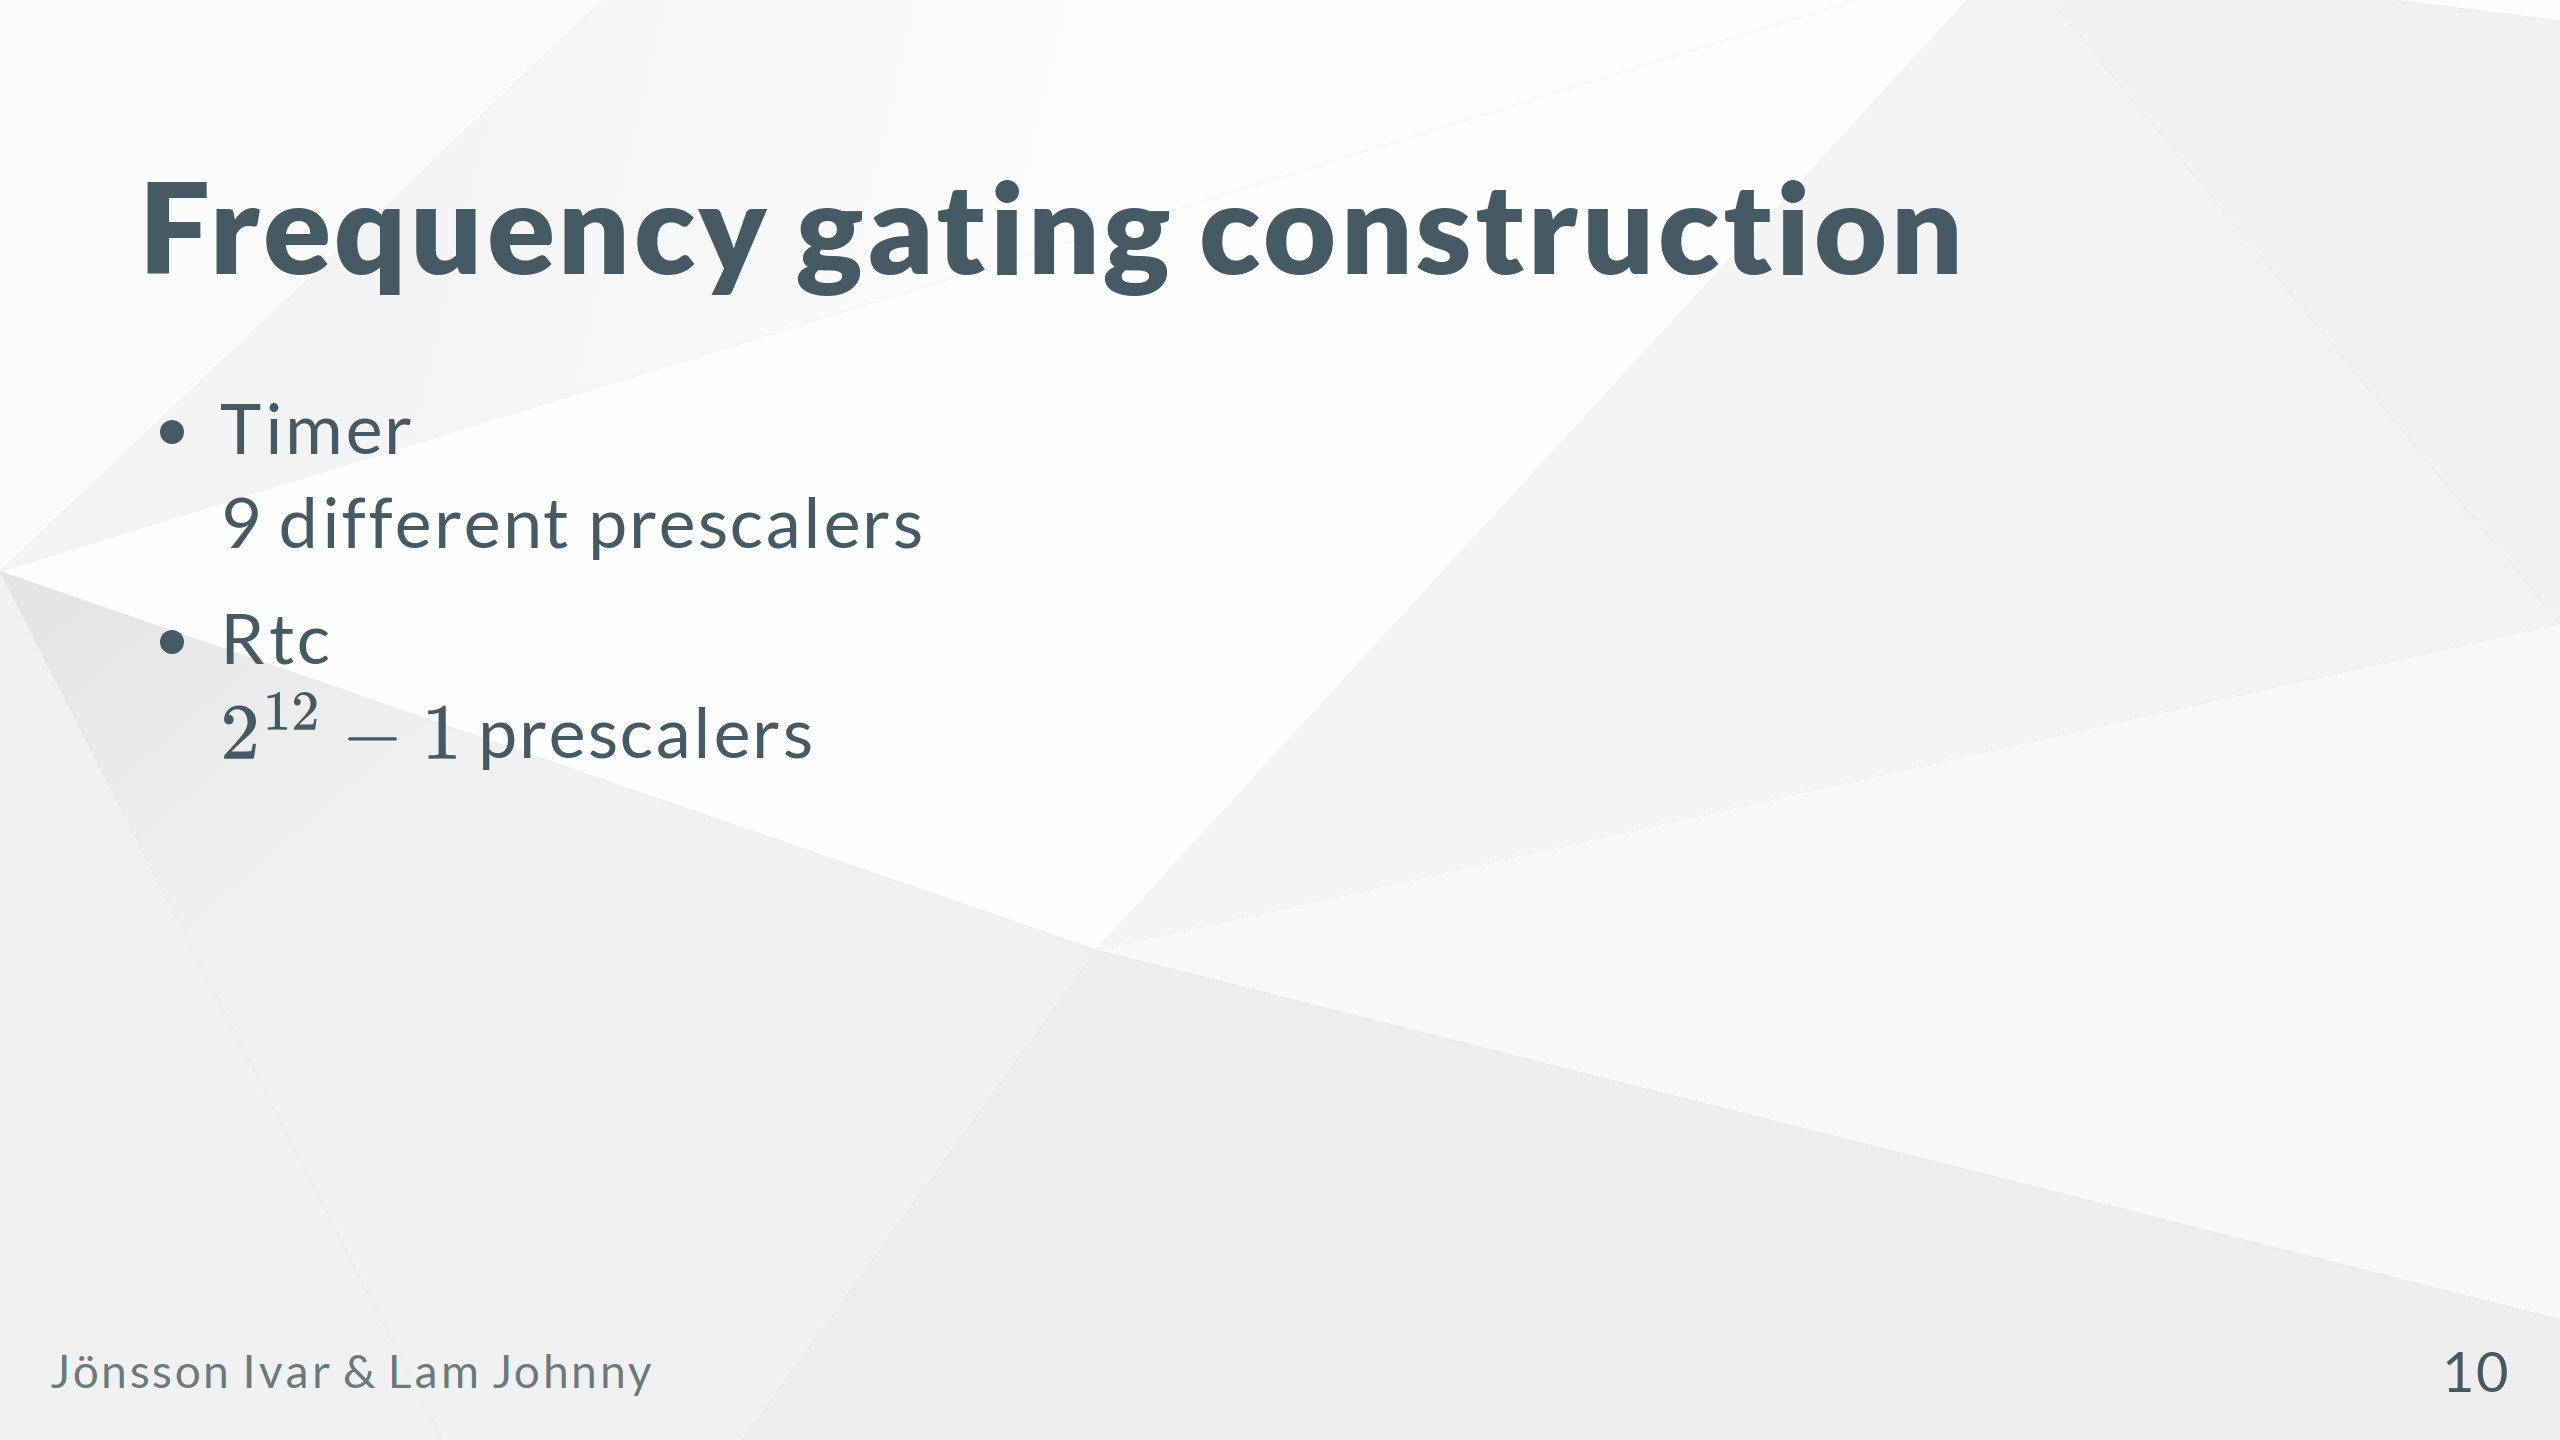 Frequency gating construction
• Timer
9 different prescalers
• Rtc
2¹² − 1 prescalers
Jönsson Ivar & Lam Johnny
10